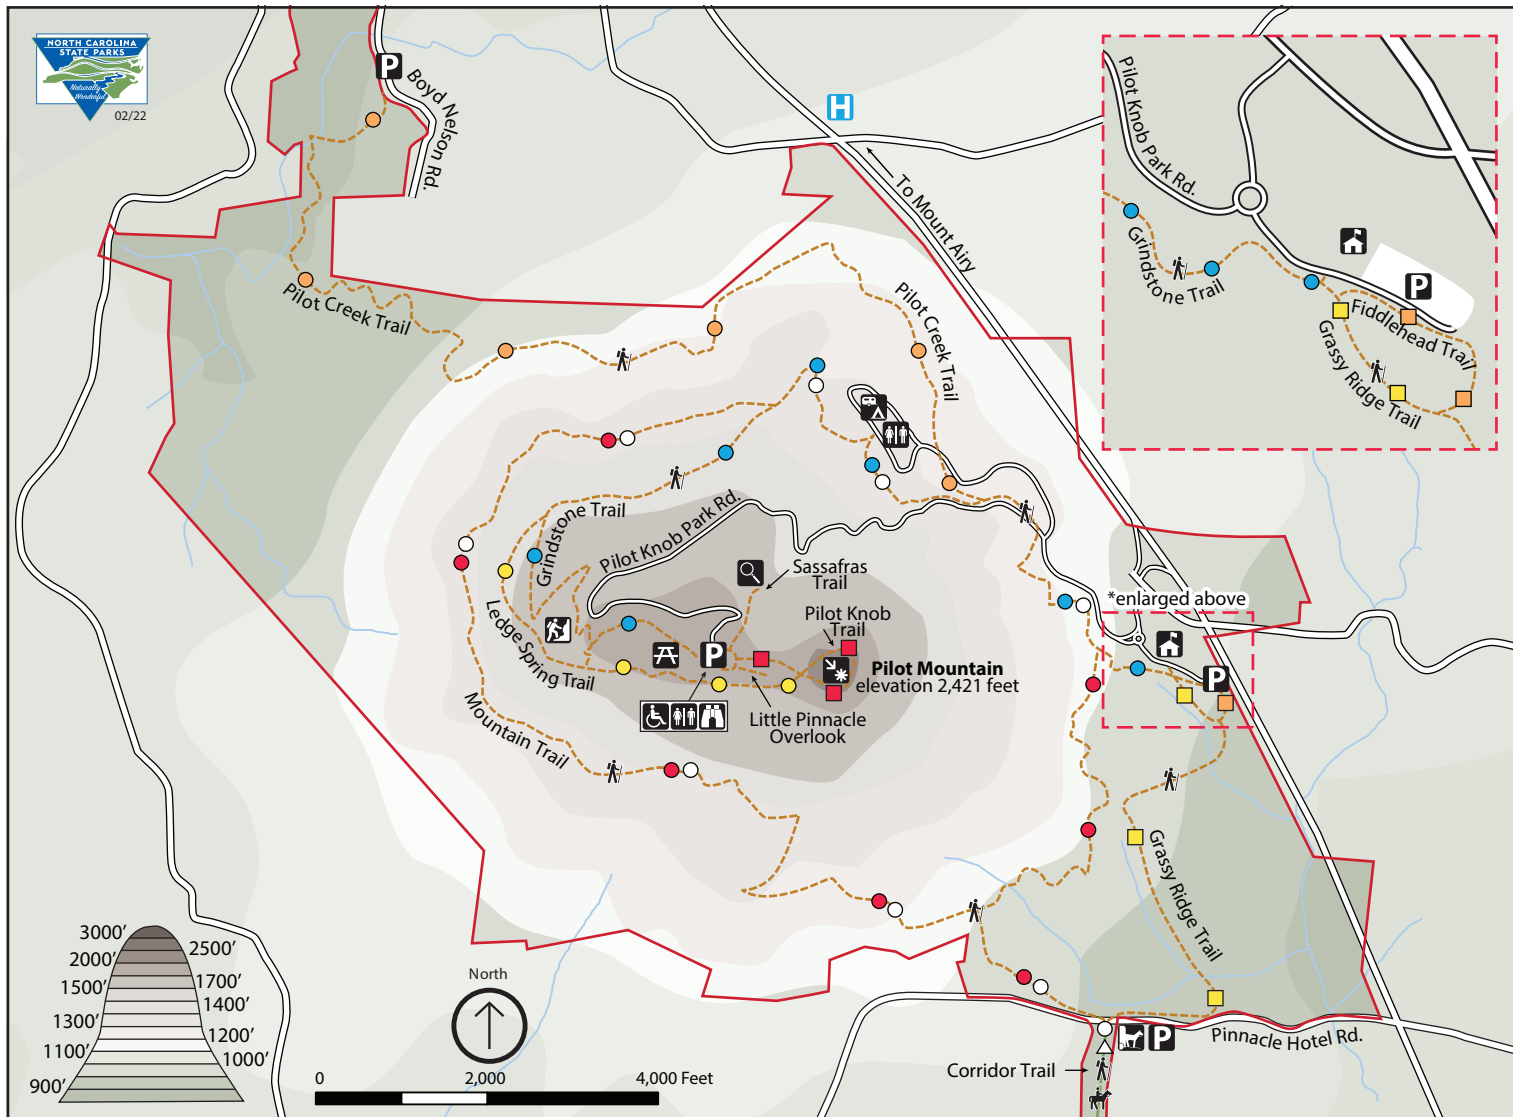 NORTH CAROLINA
STATE PARKS
Naturally
Wonderful
02/22
P
Boyd Nelson Rd.
H
To Mount Airy
Pilot Knob Park Rd.
Grindstone Trail
P
Fiddlehead Trail
Grassy Ridge Trail
Pilot Creek Trail
Pilot Creek Trail
Grindstone Trail
Pilot Knob Park Rd.
Sassafras
Trail
*enlarged above
Pilot Knob
Trail
Ledge Spring Trail
P
Pilot Mountain
elevation 2,421 feet
P
Little Pinnacle
Overlook
Mountain Trail
Grassy Ridge Trail
3000’
2500’
2000’
1700’
1500’
1400’
1300’
1200’
1100’
1000’
900’
North
0
2,000
4,000 Feet
P
Pinnacle Hotel Rd.
Corridor Trail